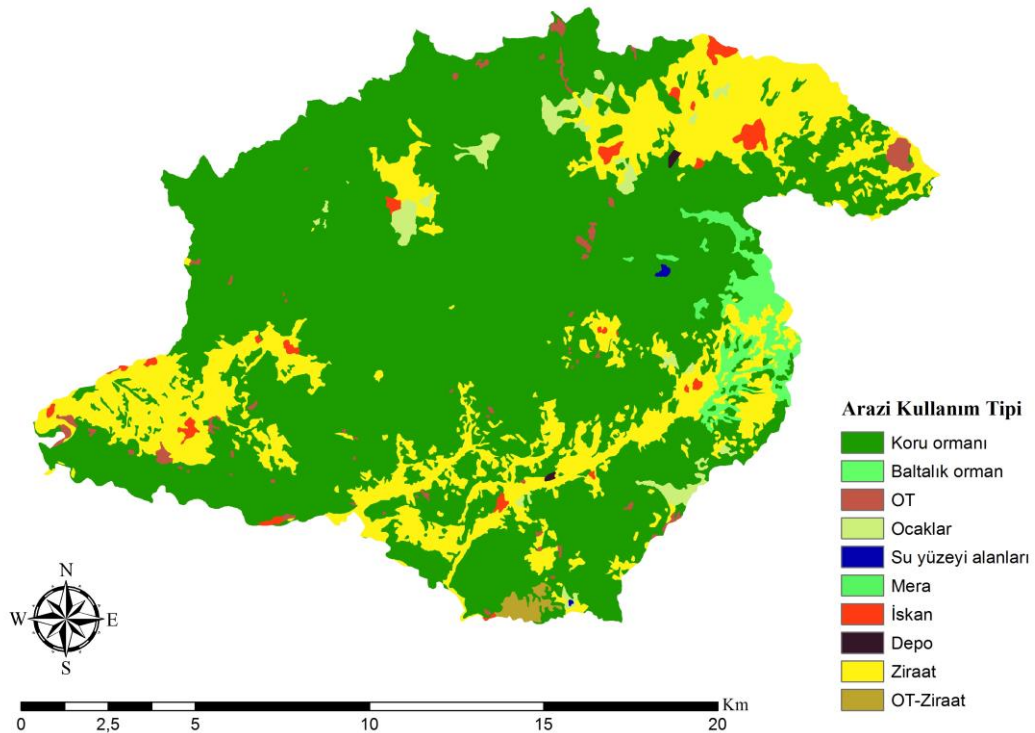 Arazi Kullanım Tipi
Koru ormanı
Baltalık orman
OT
Ocaklar
Su yüzeyi alanları
Mera
İskan
Depo
Ziraat
OT-Ziraat
N
W E
S
Km
0 2,5 5 10 15 20